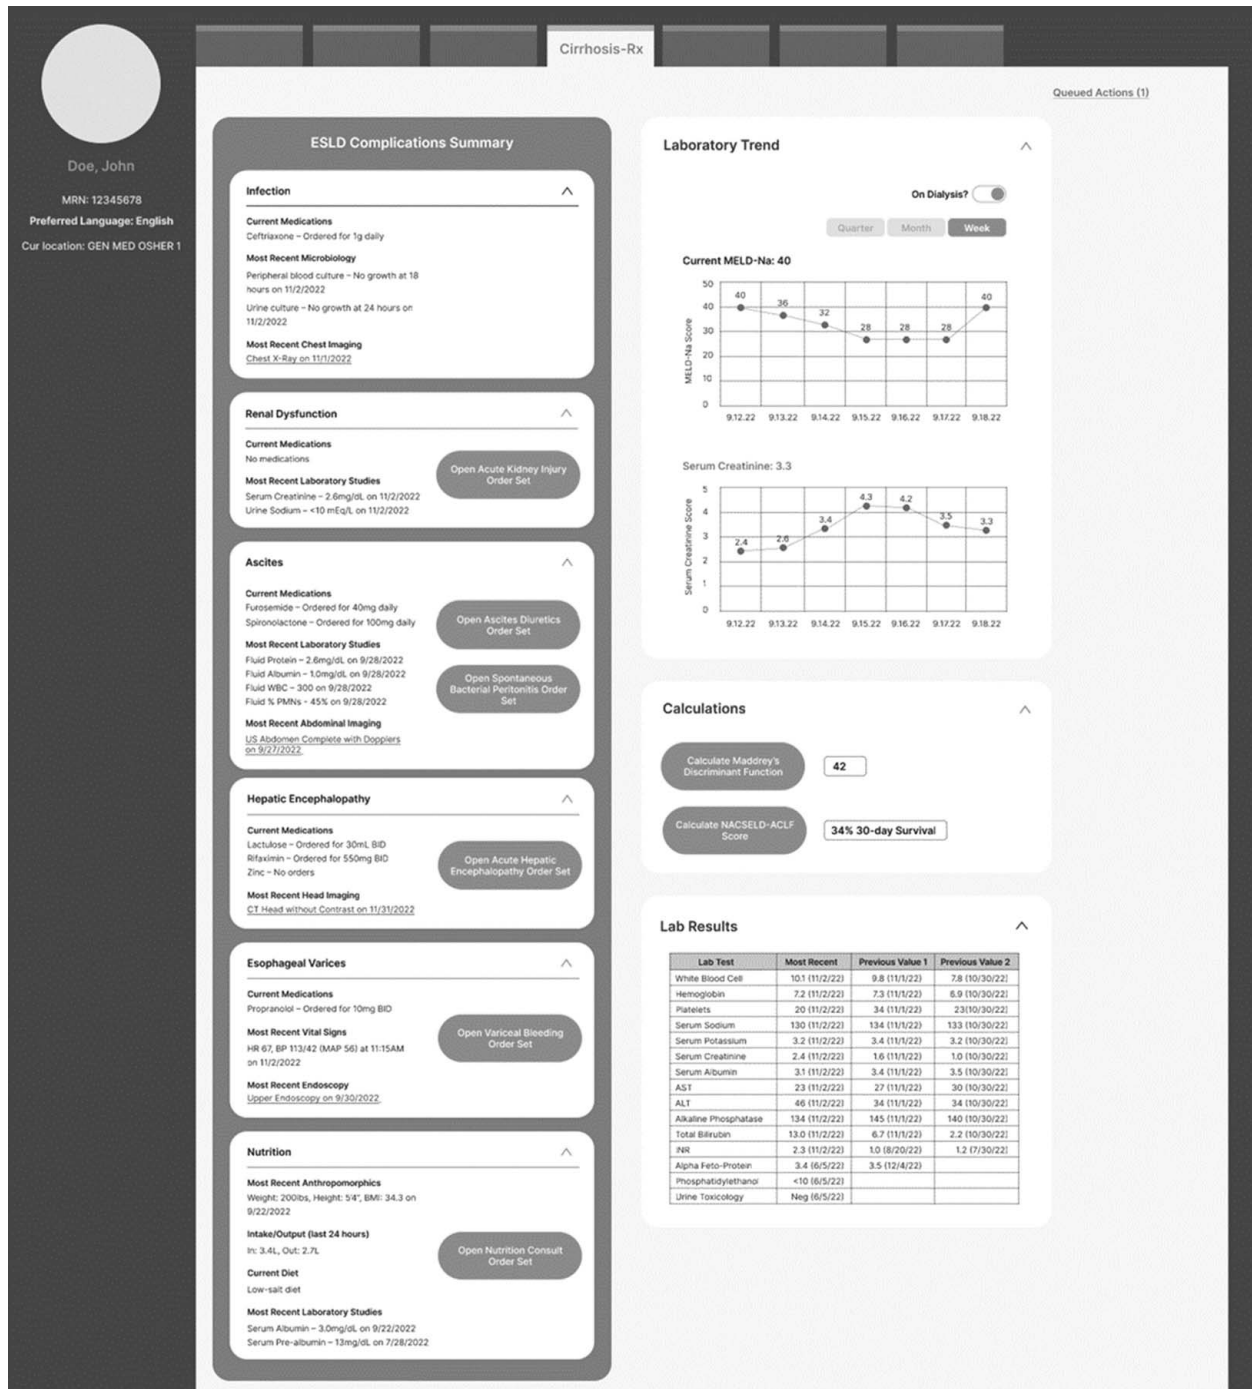 Cirrhosis-Rx
Queued Actions (1)
Doe, John
MRN: 12345678
Preferred Language: English
Cur location: GEN MED OSHER 1
ESLD Complications Summary
Infection
Current Medications
Ceftriaxone – Ordered for 1g daily
Most Recent Microbiology
Peripheral blood culture – No growth at 18
hours on 11/2/2022
Urine culture – No growth at 24 hours on
11/2/2022
Most Recent Chest Imaging
Chest X-Ray on 11/1/2022
Renal Dysfunction
Current Medications
No medications
Most Recent Laboratory Studies
Serum Creatinine – 2.6mg/dL on 11/2/2022
Urine Sodium – <10 mEq/L on 11/2/2022
Open Acute Kidney Injury
Order Set
Ascites
Current Medications
Furosemide – Ordered for 40mg daily
Spironolactone – Ordered for 100mg daily
Most Recent Laboratory Studies
Fluid Protein – 2.6mg/dL on 9/28/2022
Fluid Albumin – 1.0mg/dL on 9/28/2022
Fluid WBC – 300 on 9/28/2022
Fluid % PMNs - 45% on 9/28/2022
Most Recent Abdominal Imaging
US Abdomen Complete with Dopplers
on 9/27/2022
Open Ascites Diuretics
Order Set
Open Spontaneous
Bacterial Peritonitis Order
Set
Hepatic Encephalopathy
Current Medications
Lactulose – Ordered for 30mL BID
Rifaximin – Ordered for 550mg BID
Zinc – No orders
Most Recent Head Imaging
CT Head without Contrast on 11/31/2022
Open Acute Hepatic
Encephalopathy Order Set
Esophageal Varices
Current Medications
Propranolol – Ordered for 10mg BID
Most Recent Vital Signs
HR 67, BP 113/42 (MAP 56) at 11:15AM
on 11/2/2022
Most Recent Endoscopy
Upper Endoscopy on 9/30/2022
Open Variceal Bleeding
Order Set
Nutrition
Most Recent Anthropomorphics
Weight: 200lbs, Height: 5'4", BMI: 34.3 on
9/22/2022
Intake/Output (last 24 hours)
In: 3.4L, Out: 2.7L
Current Diet
Low-salt diet
Most Recent Laboratory Studies
Serum Albumin – 3.0mg/dL on 9/22/2022
Serum Pre-albumin – 13mg/dL on 7/28/2022
Open Nutrition Consult
Order Set
Laboratory Trend
On Dialysis?
Quarter Month Week
Current MELD-Na: 40
MELD-Na Score
50
40
30
20
10
0
40 36 32 28 28 28 40
9.12.22 9.13.22 9.14.22 9.15.22 9.16.22 9.17.22 9.18.22
Serum Creatinine: 3.3
Serum Creatinine Score
5
4
3
2
1
0
2.4 2.6 3.4 4.3 4.2 3.5 3.3
9.12.22 9.13.22 9.14.22 9.15.22 9.16.22 9.17.22 9.18.22
Calculations
Calculate Maddrey's
Discriminant Function
42
Calculate NACSELD-ACLF
Score
34% 30-day Survival
Lab Results
Lab Test Most Recent Previous Value 1 Previous Value 2
White Blood Cell 10.1 (11/2/22) 9.8 (11/1/22) 7.8 (10/30/22)
Hemoglobin 7.2 (11/2/22) 7.3 (11/1/22) 6.9 (10/30/22)
Platelets 20 (11/2/22) 34 (11/1/22) 23(10/30/22)
Serum Sodium 130 (11/2/22) 134 (11/1/22) 133 (10/30/22)
Serum Potassium 3.2 (11/2/22) 3.4 (11/1/22) 3.2 (10/30/22)
Serum Creatinine 2.4 (11/2/22) 1.6 (11/1/22) 1.0 (10/30/22)
Serum Albumin 3.1 (11/2/22) 3.4 (11/1/22) 3.5 (10/30/22)
AST 23 (11/2/22) 27 (11/1/22) 30 (10/30/22)
ALT 46 (11/2/22) 34 (11/1/22) 34 (10/30/22)
Alkaline Phosphatase 134 (11/2/22) 145 (11/1/22) 140 (10/30/22)
Total Bilirubin 13.0 (11/2/22) 6.7 (11/1/22) 2.2 (10/30/22)
INR 2.3 (11/2/22) 1.0 (8/20/22) 1.2 (7/30/22)
Alpha Feto-Protein 3.4 (6/5/22) 3.5 (12/4/22)
Phosphatidylethanol <10 (6/5/22)
Urine Toxicology Neg (6/5/22)